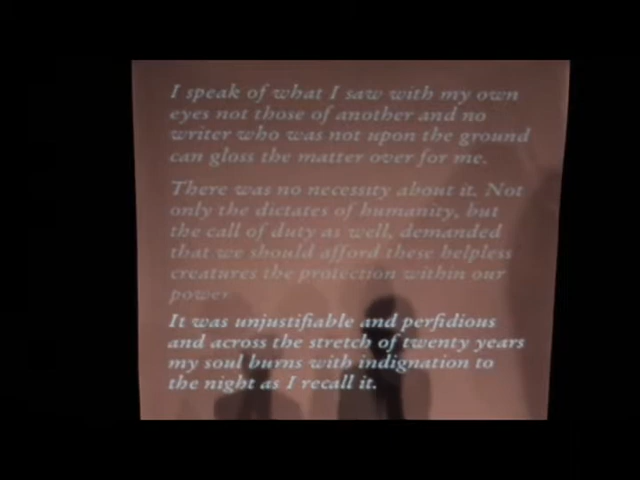 I speak of what I saw with my own
eyes not those of another and no
writer who was not upon the ground
can gloss the matter over for me.
There was no necessity about it. Not
only the dictates of humanity, but
the call of duty as well, demanded
that we should afford these helpless
creatures the protection within our
power.
It was unjustifiable and perfidious
and across the stretch of twenty years
my soul burns with indignation to
the night as I recall it.